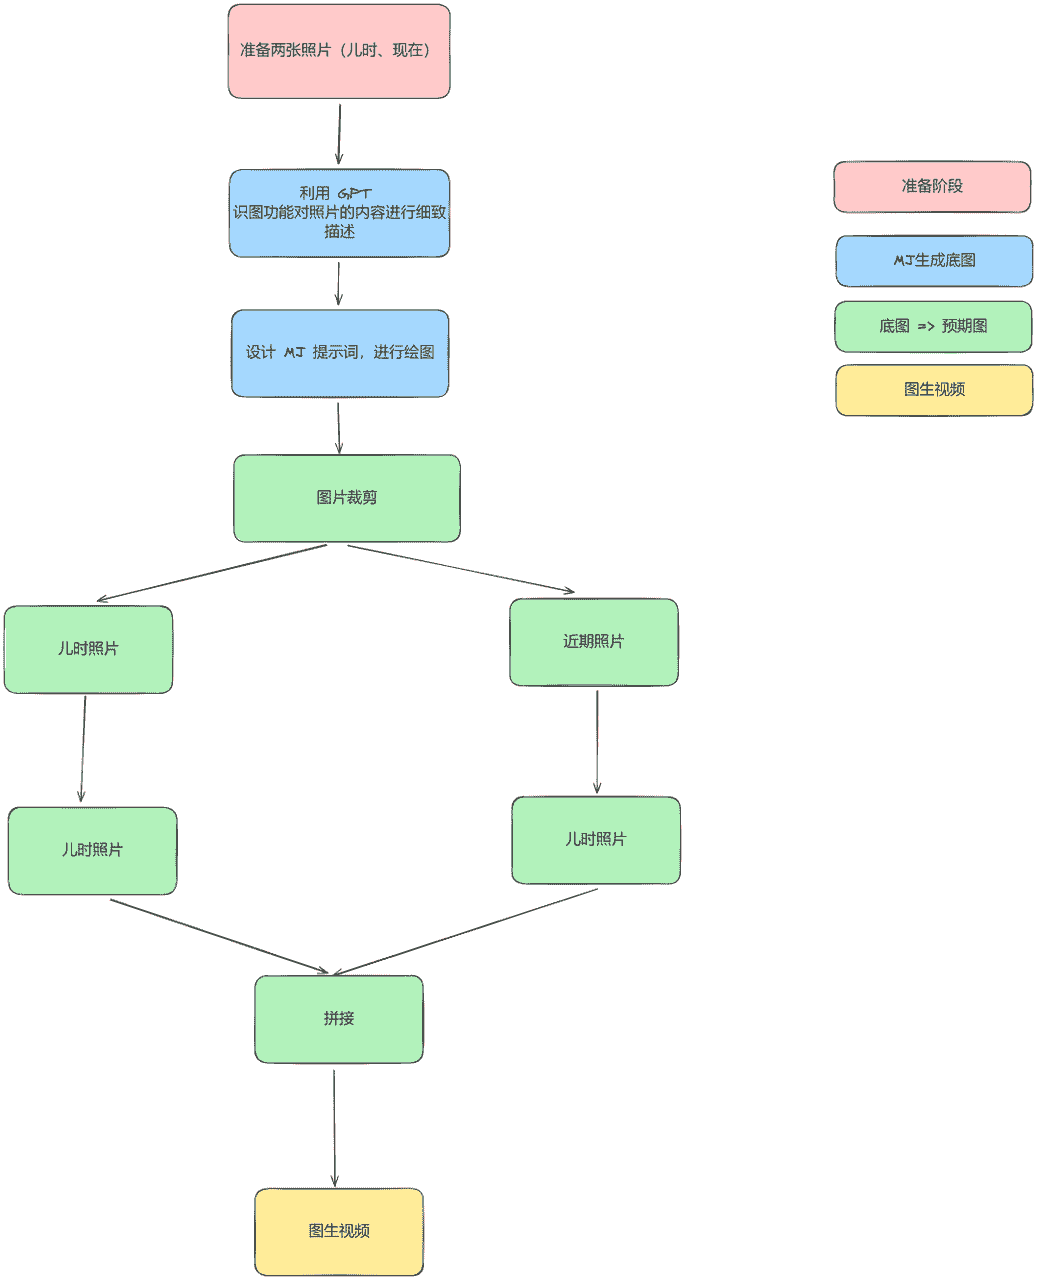 准备两张照片（儿时、现在）
利用 GPT
识图功能对照片的内容进行细致
描述
设计 MJ 提示词，进行绘图
图片裁剪
儿时照片
近期照片
儿时照片
儿时照片
拼接
图生视频
准备阶段
MJ生成底图
底图 => 预期图
图生视频